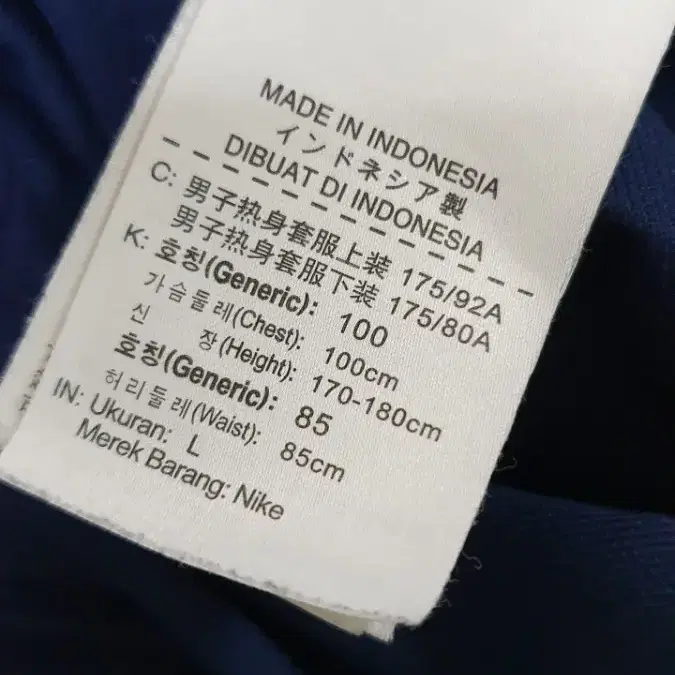 MADE IN INDONESIA
インドネシア製
DIBUAT DI INDONESIA
C: 男子热身套服上装 175/92A
男子热身套服下装 175/80A
K: 호칭(Generic): 100
가슴둘레(Chest): 100cm
신 장(Height): 170-180cm
호칭(Generic): 85
허리둘레(Waist): 85cm
IN: Ukuran: L
Merek Barang: Nike